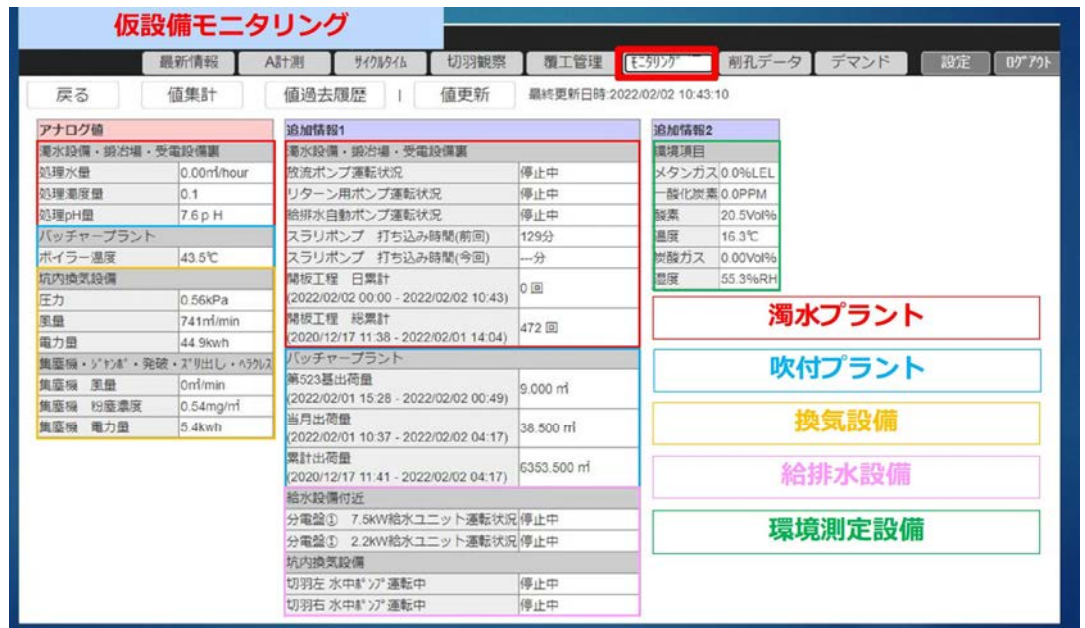 仮設備モニタリング
最新情報 A計測 ｻｲｸﾙﾀｲﾑ 切羽観察 覆工管理 ﾓﾆﾀﾘﾝｸﾞ 削孔データ デマンド 設定 ﾛｸﾞｱｳﾄ
戻る 値集計 値過去履歴 | 値更新 最終更新日時:2022/02/02 10:43:10
アナログ値
濁水設備・鍛冶場・受電設備裏
処理水量 0.00㎥/hour
処理濁度量 0.1
処理pH量 7.6ｐH
バッチャープラント
ボイラー温度 43.5℃
坑内換気設備
圧力 0.56kPa
風量 741㎥/min
電力量 44.9kwh
集塵機・ｼﾞｬﾝﾎﾞ・発破・ｽﾞﾘ出し・ﾍﾗｸﾚｽ
集塵機　風量 0㎥/min
集塵機　粉塵濃度 0.54mg/㎥
集塵機　電力量 5.4kwh
追加情報1
濁水設備・鍛冶場・受電設備裏
放流ポンプ運転状況 停止中
リターン用ポンプ運転状況 停止中
給排水自動ポンプ運転状況 停止中
スラリポンプ　打ち込み時間(前回) 129分
スラリポンプ　打ち込み時間(今回) ---分
開板工程　日累計
(2022/02/02 00:00 - 2022/02/02 10:43) 0 回
開板工程　総累計
(2020/12/17 11:38 - 2022/02/01 14:04) 472 回
バッチャープラント
第523基出荷量
(2022/02/01 15:28 - 2022/02/02 00:49) 9.000 ㎥
当月出荷量
(2022/02/01 10:37 - 2022/02/02 04:17) 38.500 ㎥
累計出荷量
(2020/12/17 11:41 - 2022/02/02 04:17) 6353.500 ㎥
給水設備付近
分電盤①　7.5kW給水ユニット運転状況 停止中
分電盤①　2.2kW給水ユニット運転状況 停止中
坑内換気設備
切羽左 水中ﾎﾟﾝﾌﾟ運転中 停止中
切羽右 水中ﾎﾟﾝﾌﾟ運転中 停止中
追加情報2
環境項目
メタンガス 0.0%LEL
一酸化炭素 0.0PPM
酸素 20.5Vol%
温度 16.3℃
炭酸ガス 0.00Vol%
湿度 55.3%RH
濁水プラント
吹付プラント
換気設備
給排水設備
環境測定設備